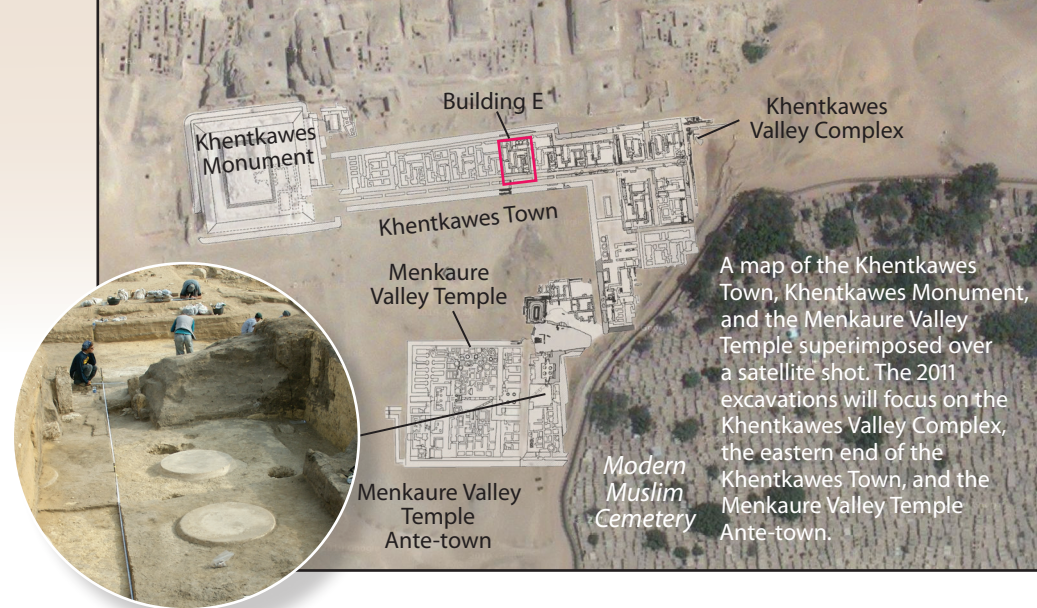 Building E
Khentkawes
Valley Complex
Khentkawes
Monument
Khentkawes Town
Menkaure
Valley Temple
A map of the Khentkawes
Town, Khentkawes Monument,
and the Menkaure Valley
Temple superimposed over
a satellite shot. The 2011
excavations will focus on the
Khentkawes Valley Complex,
the eastern end of the
Khentkawes Town, and the
Menkaure Valley Temple
Ante-town.
Modern
Muslim
Cemetery
Menkaure Valley
Temple
Ante-town